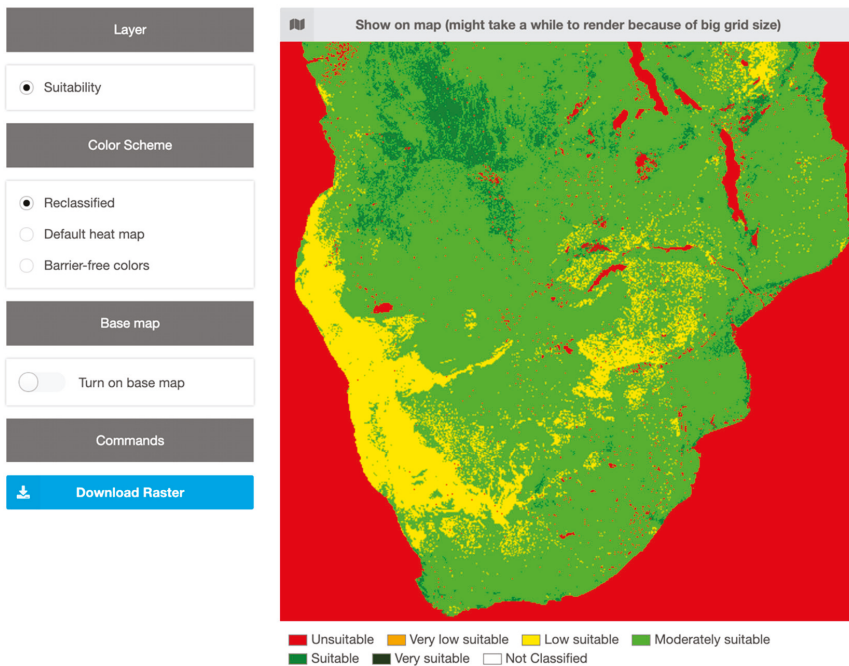 Layer
Suitability
Color Scheme
Reclassified
Default heat map
Barrier-free colors
Base map
Turn on base map
Commands
Download Raster
Show on map (might take a while to render because of big grid size)
Unsuitable Very low suitable Low suitable Moderately suitable
Suitable Very suitable Not Classified